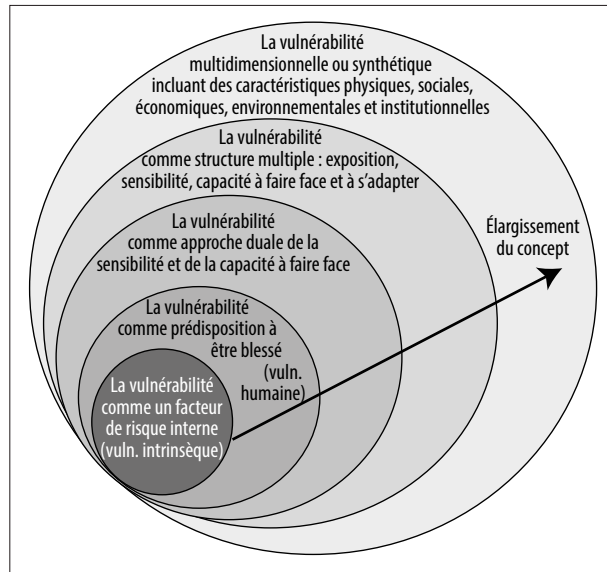 La vulnérabilité
multidimensionnelle ou synthétique
incluant des caractéristiques physiques, sociales,
économiques, environnementales et institutionnelles
La vulnérabilité
comme structure multiple : exposition,
sensibilité, capacité à faire face et à s’adapter
La vulnérabilité
comme approche duale de la
sensibilité et de la capacité à faire face
Élargissement
du concept
La vulnérabilité
comme prédisposition à
être blessé
(vuln.
humaine)
La vulnérabilité
comme un facteur
de risque interne
(vuln. intrinsèque)